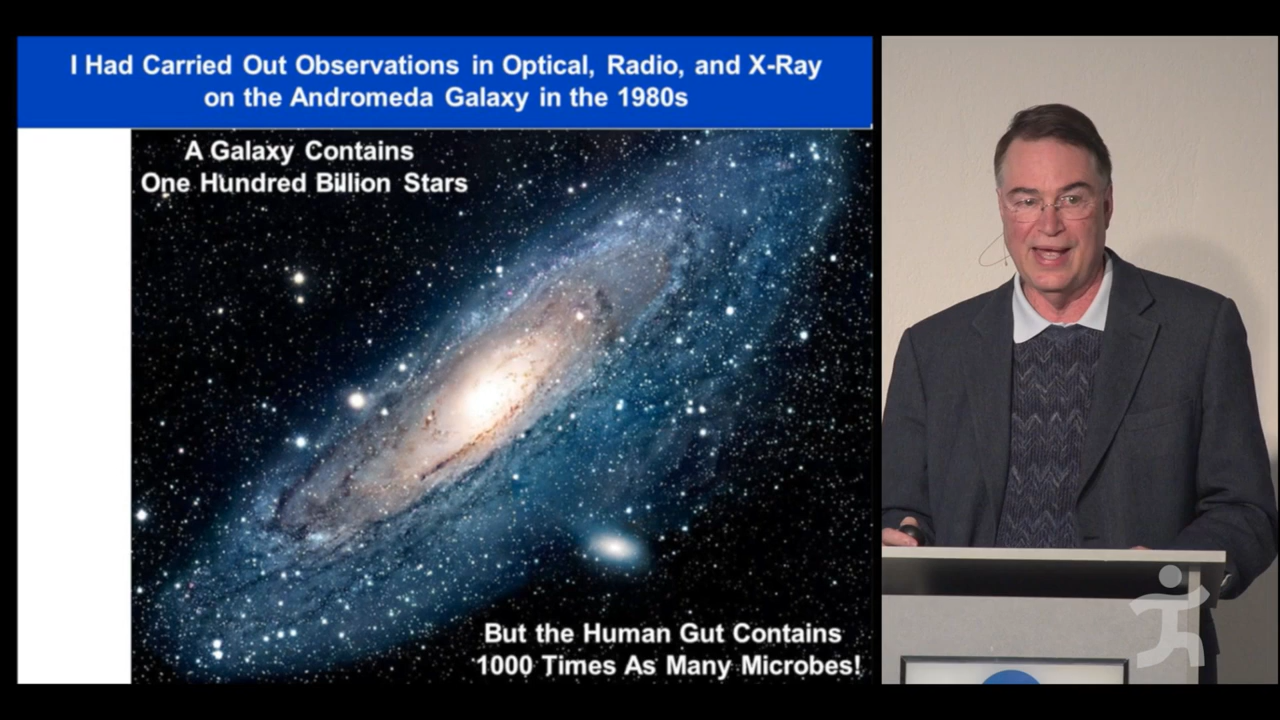 I Had Carried Out Observations in Optical, Radio, and X-Ray
on the Andromeda Galaxy in the 1980s
A Galaxy Contains
One Hundred Billion Stars
But the Human Gut Contains
1000 Times As Many Microbes!